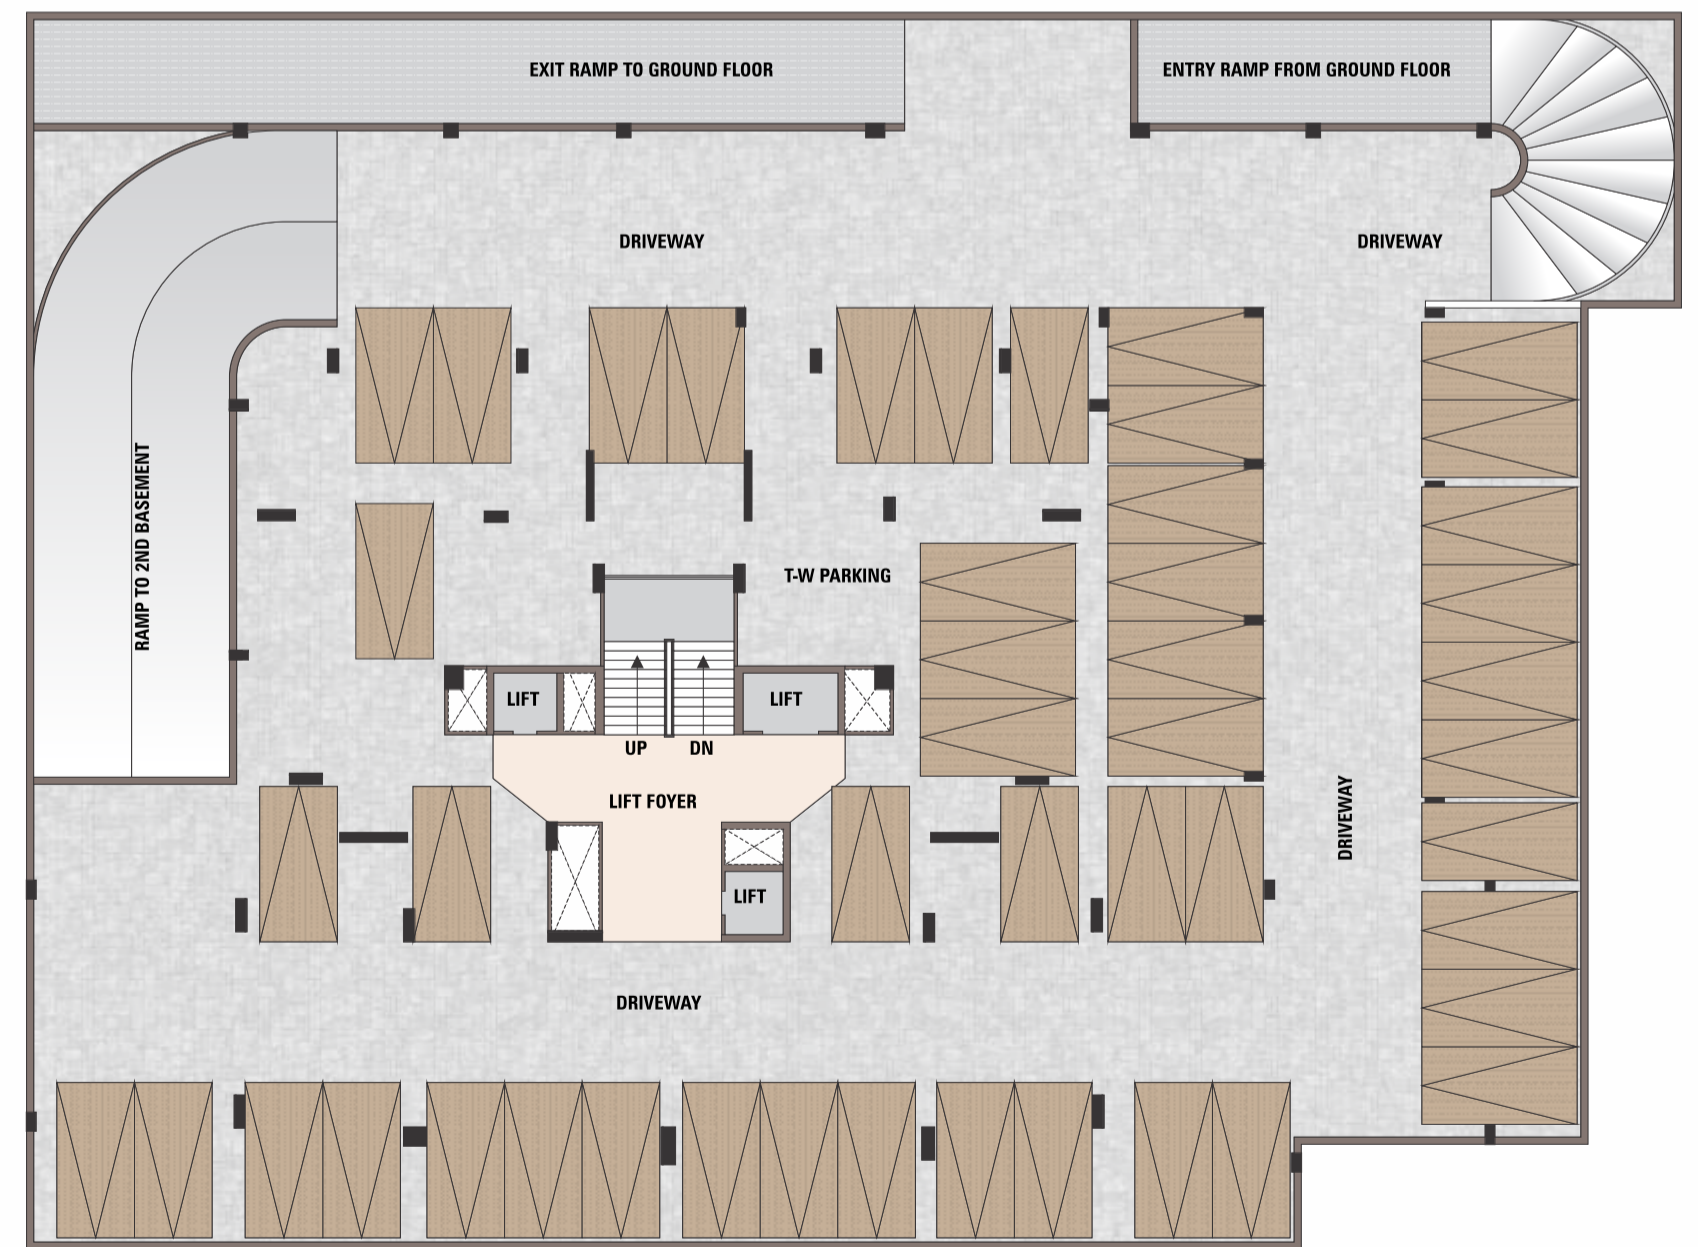 EXIT RAMP TO GROUND FLOOR
ENTRY RAMP FROM GROUND FLOOR
DRIVEWAY
DRIVEWAY
RAMP TO 2ND BASEMENT
T-W PARKING
LIFT
LIFT
UP
DN
LIFT FOYER
DRIVEWAY
LIFT
DRIVEWAY